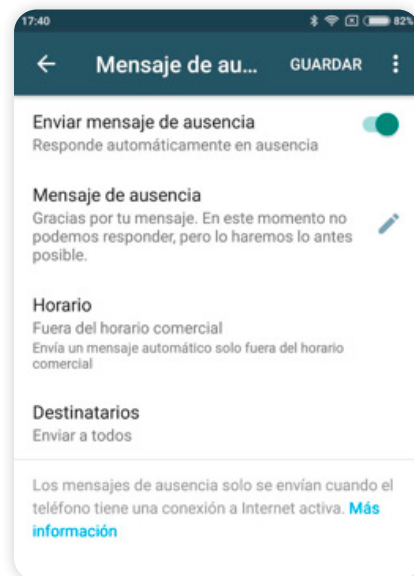 17:40 82%
Mensaje de au... GUARDAR
Enviar mensaje de ausencia
Responde automáticamente en ausencia
Mensaje de ausencia
Gracias por tu mensaje. En este momento no
podemos responder, pero lo haremos lo antes
posible.
Horario
Fuera del horario comercial
Envía un mensaje automático solo fuera del horario
comercial
Destinatarios
Enviar a todos
Los mensajes de ausencia solo se envían cuando el
teléfono tiene una conexión a Internet activa. Más
información